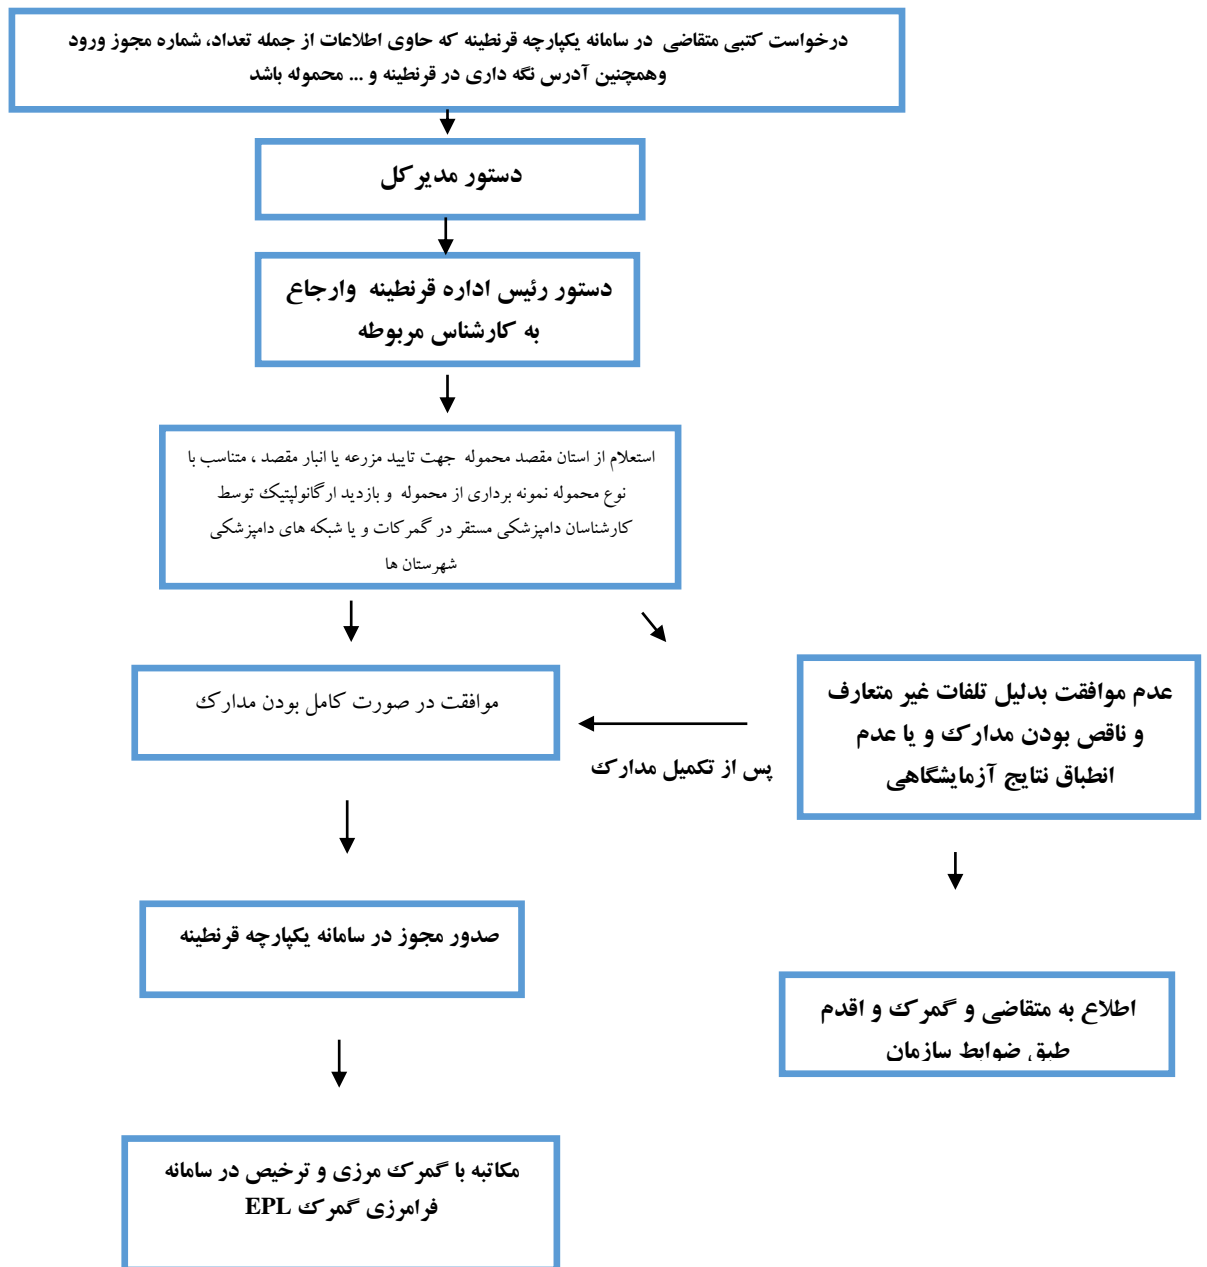 درخواست کتبی متقاضی در سامانه یکپارچه قرنطینه که حاوی اطلاعات از جمله تعداد، شماره مجوز ورود
وهمچنین آدرس نگه داری در قرنطینه و ... محموله باشد
دستور مدیرکل
دستور رئیس اداره قرنطینه وارجاع
به کارشناس مربوطه
استعلام از استان مقصد محموله جهت تایید مزرعه یا انبار مقصد ، متناسب با
نوع محموله نمونه برداری از محموله و بازدید ارگانولپتیک توسط
کارشناسان دامپزشکی مستقر در گمرکات و یا شبکه های دامپزشکی
شهرستان ها
موافقت در صورت کامل بودن مدارک
عدم موافقت بدلیل تلفات غیر متعارف
و ناقص بودن مدارک و یا عدم
انطباق نتایج آزمایشگاهی
پس از تکمیل مدارک
صدور مجوز در سامانه یکپارچه قرنطینه
اطلاع به متقاضی و گمرک و اقدم
طبق ضوابط سازمان
مکاتبه با گمرک مرزی و ترخیص در سامانه
فرامرزی گمرک EPL